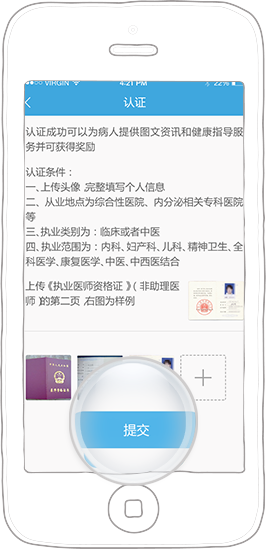 VIRGIN 4:21 PM 22%
认证
认证成功可以为病人提供图文资讯和健康指导服
务并可获得奖励
认证条件：
一、上传头像，完整填写个人信息
二、从业地点为综合性医院、内分泌相关专科医院
等
三、执业类别为：临床或者中医
四、执业范围为：内科、妇产科、儿科、精神卫生、全
科医学、康复医学、中医、中西医结合
上传《执业医师资格证》（非助理医
师）的第二页，右图为样例
提交